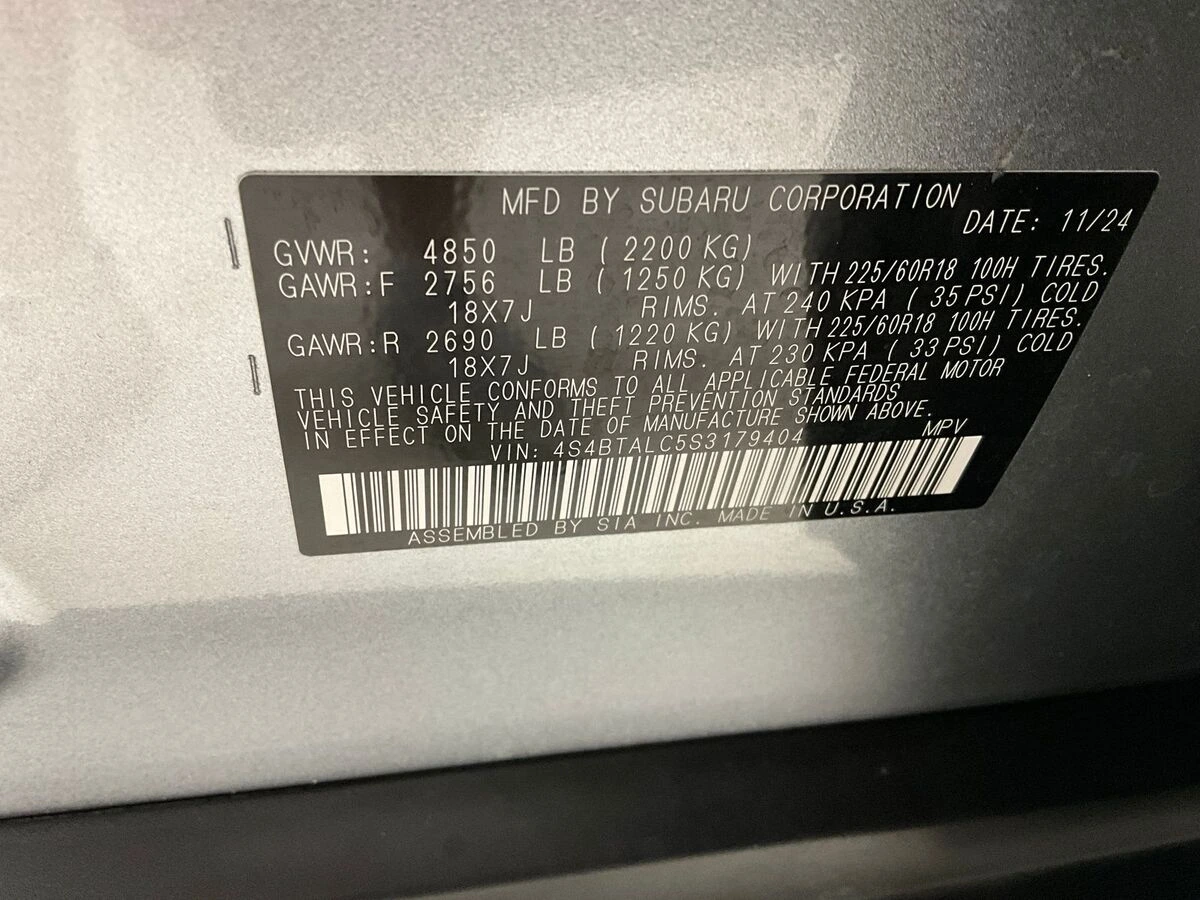 MFD BY SUBARU CORPORATION
DATE: 11/24
GVWR: 4850 LB (2200 KG)
GAWR:F 2756 LB (1250 KG) WITH 225/60R18 100H TIRES.
18X7J RIMS. AT 240 KPA (35 PSI) COLD
GAWR:R 2690 LB (1220 KG) WITH 225/60R18 100H TIRES.
18X7J RIMS. AT 230 KPA (33 PSI) COLD
THIS VEHICLE CONFORMS TO ALL APPLICABLE FEDERAL MOTOR
VEHICLE SAFETY AND THEFT PREVENTION STANDARDS
IN EFFECT ON THE DATE OF MANUFACTURE SHOWN ABOVE.
VIN: 4S4BTALC5S3179404 MPV
ASSEMBLED BY SIA INC. MADE IN U.S.A.